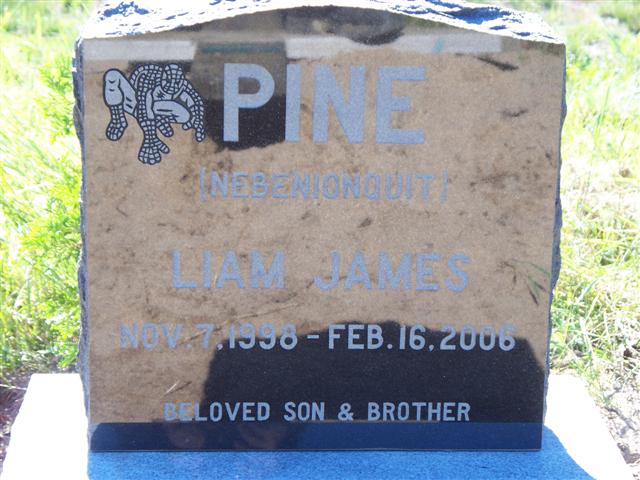 PINE
(NEBENIONQUIT)
LIAM JAMES
NOV. 7, 1998 - FEB. 16, 2006
BELOVED SON & BROTHER